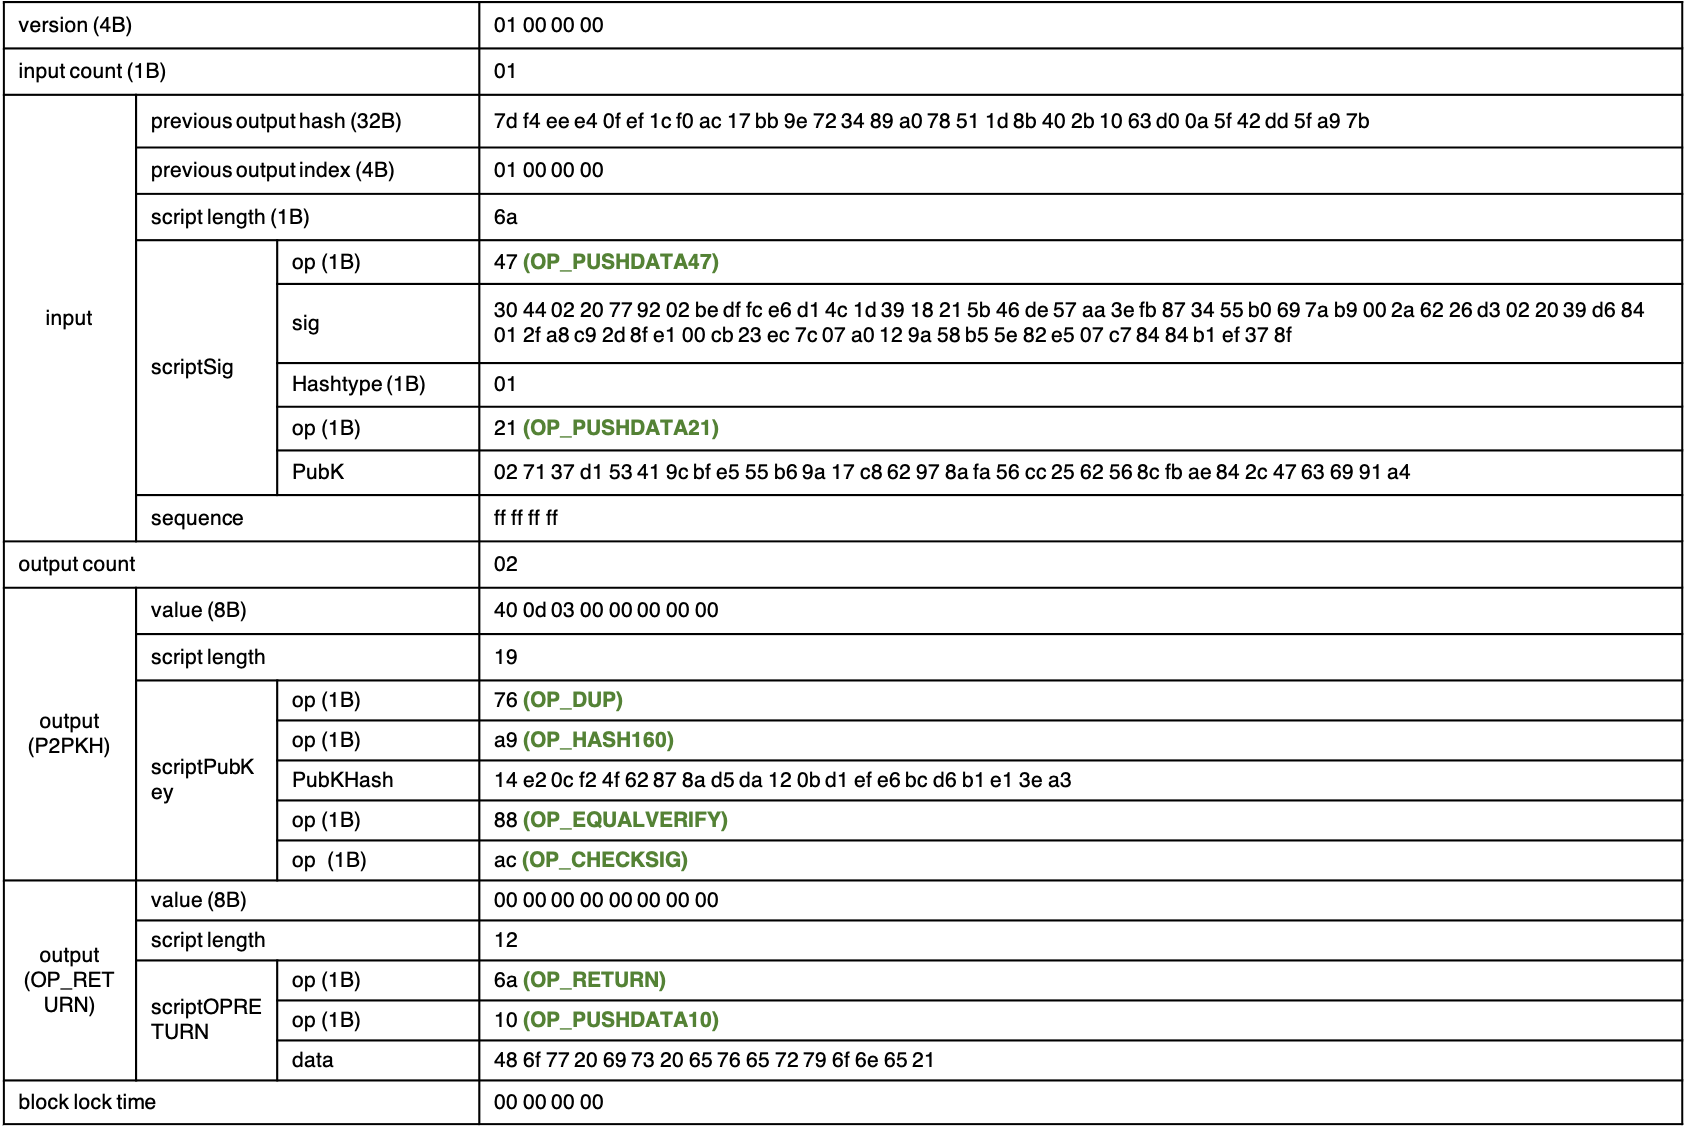 version (4B) 01 00 00 00
input count (1B) 01
input
previous output hash (32B) 7d f4 ee e4 0f ef 1c f0 ac 17 bb 9e 72 34 89 a0 78 51 1d 8b 40 2b 10 63 d0 0a 5f 42 dd 5f a9 7b
previous output index (4B) 01 00 00 00
script length (1B) 6a
scriptSig
op (1B) 47 (OP_PUSHDATA47)
sig 30 44 02 20 77 92 02 be df fc e6 d1 4c 1d 39 18 21 5b 46 de 57 aa 3e fb 87 34 55 b0 69 7a b9 00 2a 62 26 d3 02 20 39 d6 84
01 2f a8 c9 2d 8f e1 00 cb 23 ec 7c 07 a0 12 9a 58 b5 5e 82 e5 07 c7 84 84 b1 ef 37 8f
Hashtype (1B) 01
op (1B) 21 (OP_PUSHDATA21)
PubK 02 71 37 d1 53 41 9c bf e5 55 b6 9a 17 c8 62 97 8a fa 56 cc 25 62 56 8c fb ae 84 2c 47 63 69 91 a4
sequence ff ff ff ff
output count 02
output
(P2PKH)
value (8B) 40 0d 03 00 00 00 00 00
script length 19
scriptPubK
ey
op (1B) 76 (OP_DUP)
op (1B) a9 (OP_HASH160)
PubKHash 14 e2 0c f2 4f 62 87 8a d5 da 12 0b d1 ef e6 bc d6 b1 e1 3e a3
op (1B) 88 (OP_EQUALVERIFY)
op (1B) ac (OP_CHECKSIG)
output
(OP_RET
URN)
value (8B) 00 00 00 00 00 00 00 00
script length 12
scriptOPRE
TURN
op (1B) 6a (OP_RETURN)
op (1B) 10 (OP_PUSHDATA10)
data 48 6f 77 20 69 73 20 65 76 65 72 79 6f 6e 65 21
block lock time 00 00 00 00